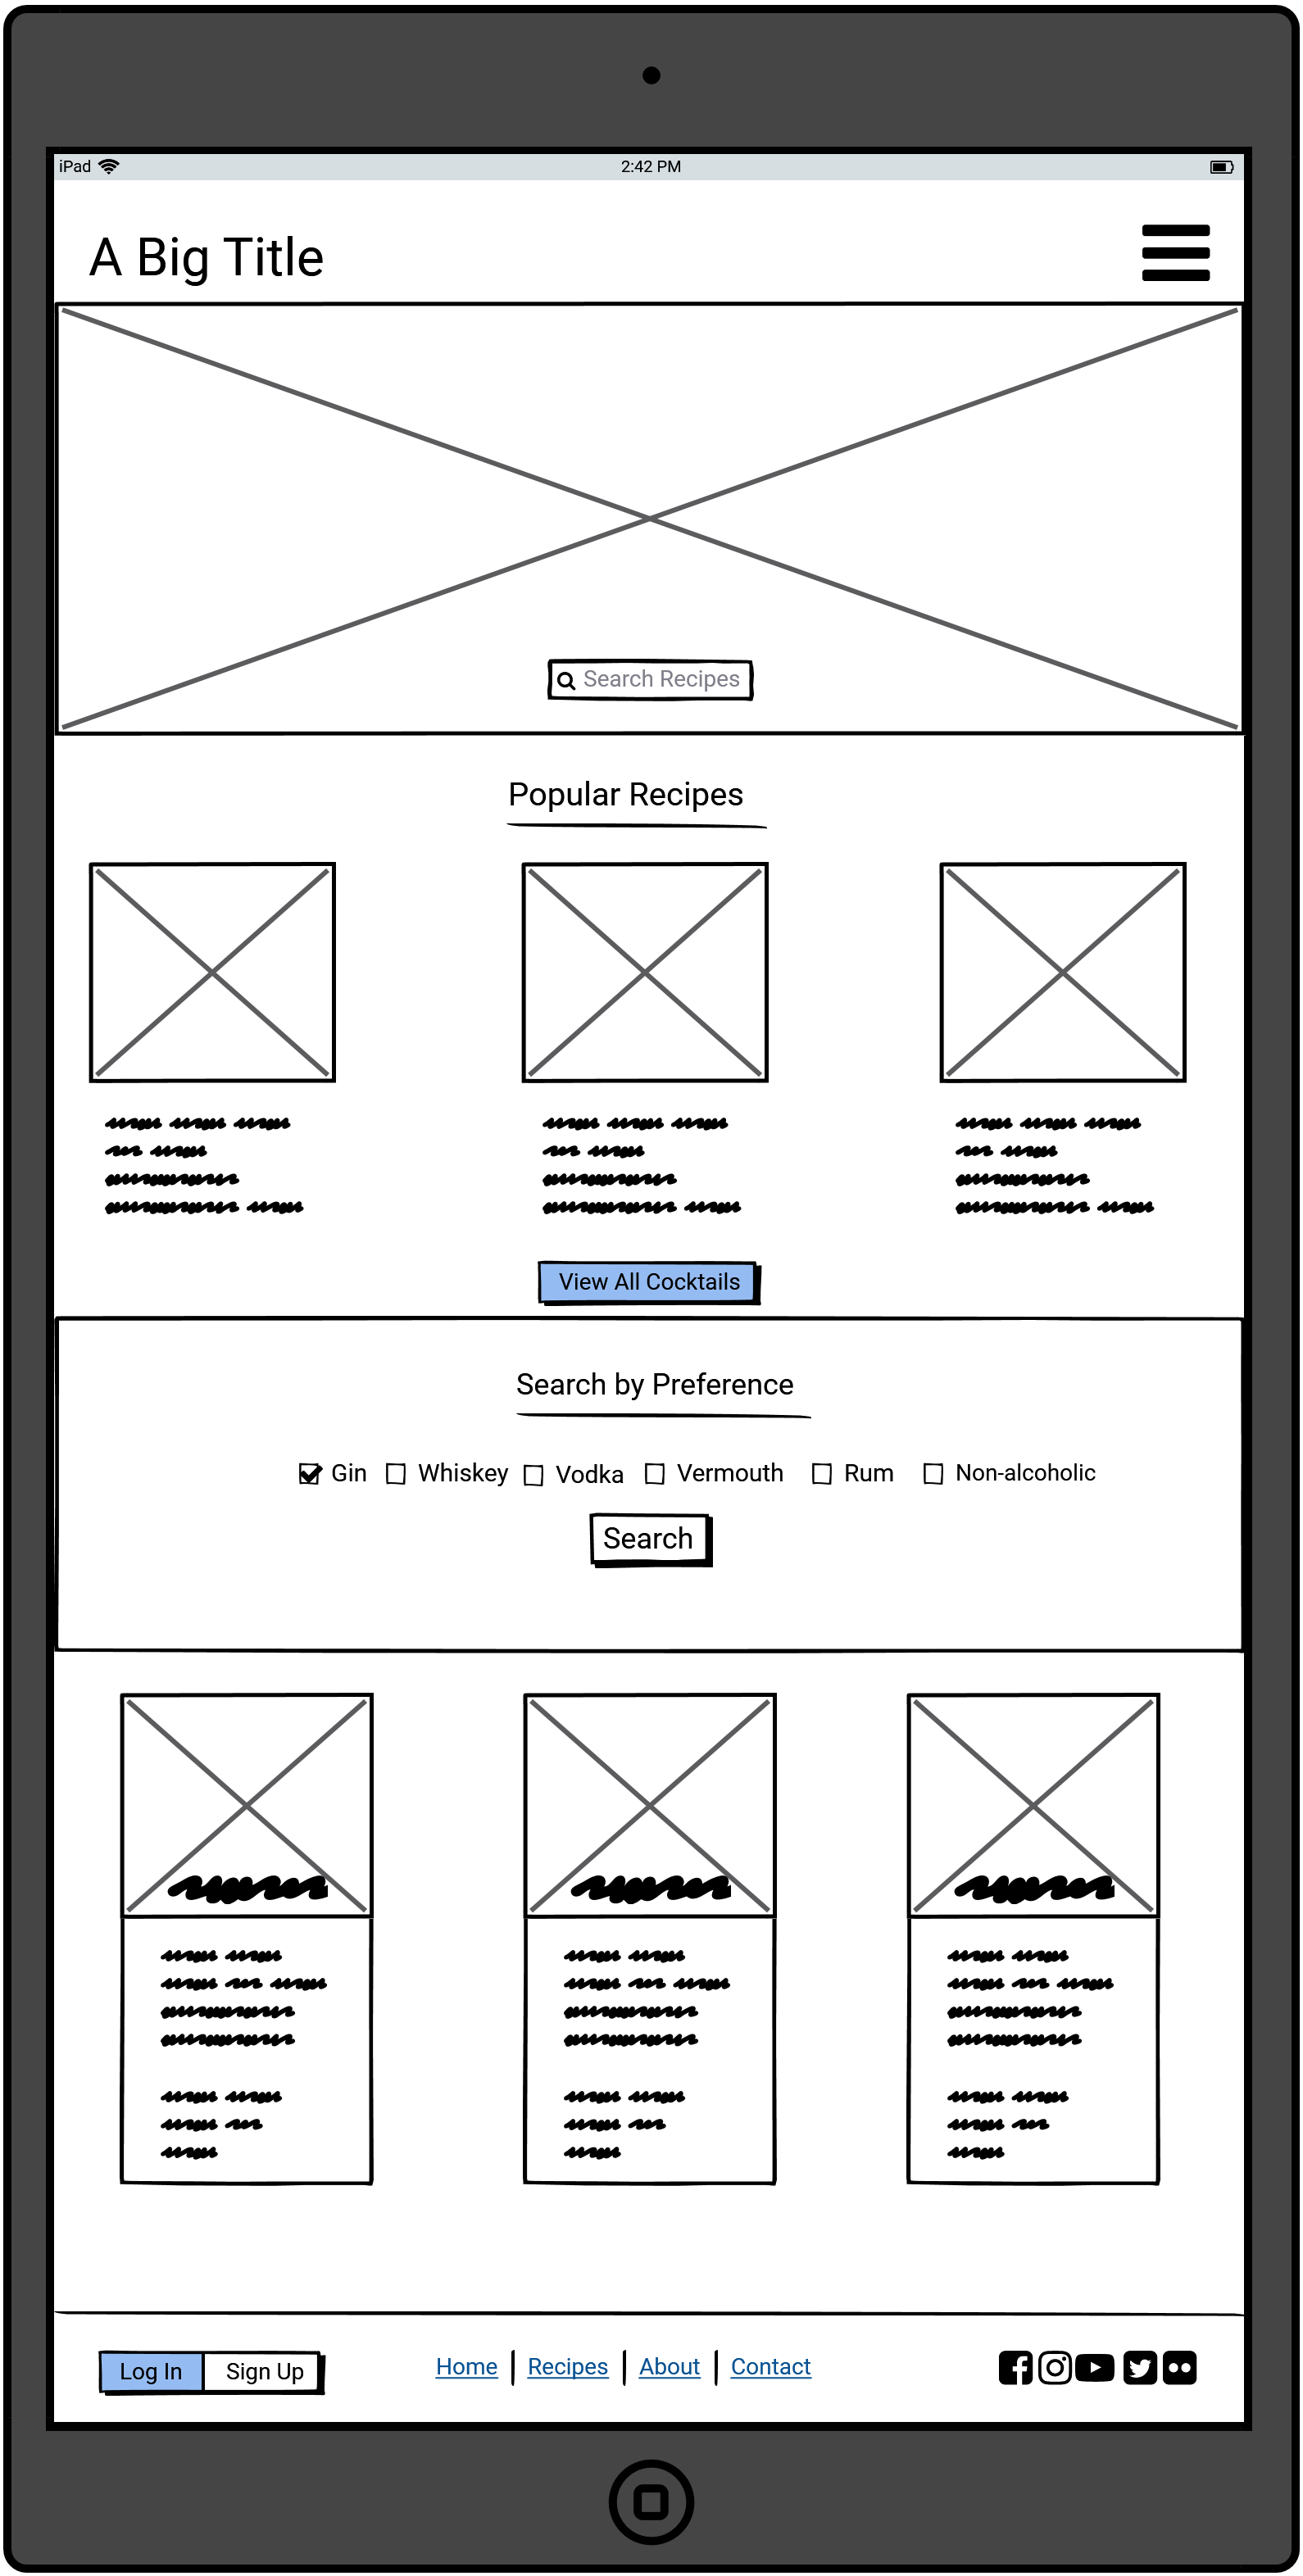 iPad 2:42 PM
A Big Title
Search Recipes
Popular Recipes
View All Cocktails
Search by Preference
Gin Whiskey Vodka Vermouth Rum Non-alcoholic
Search
Log In Sign Up Home Recipes About Contact